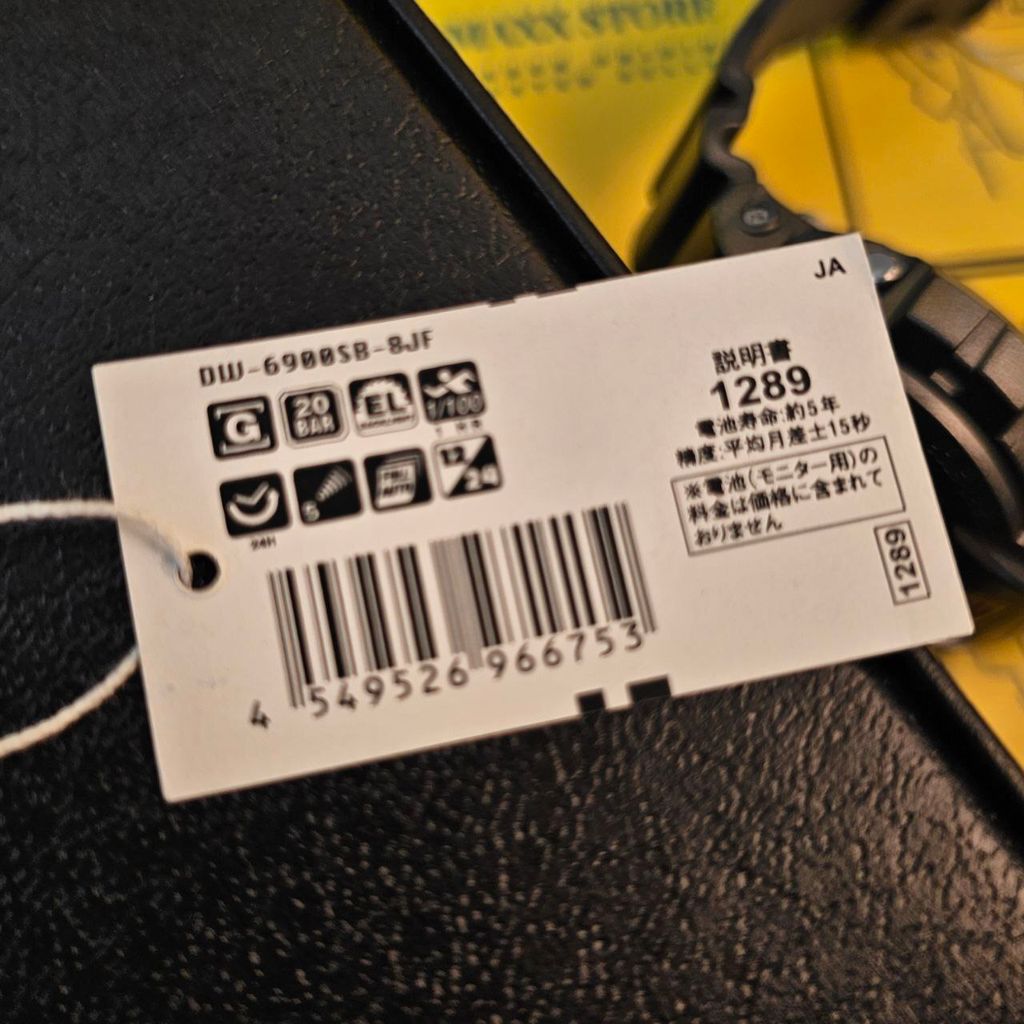 STORE
JA
DW-6900SB-8JF
G
20
BAR
EL
1/100
24H
5
FULL
AUTO
12
24
4 549526 966753
説明書
1289
電池寿命:約5年
精度:平均月差±15秒
※電池(モニター用)の
料金は価格に含まれて
おりません
1289